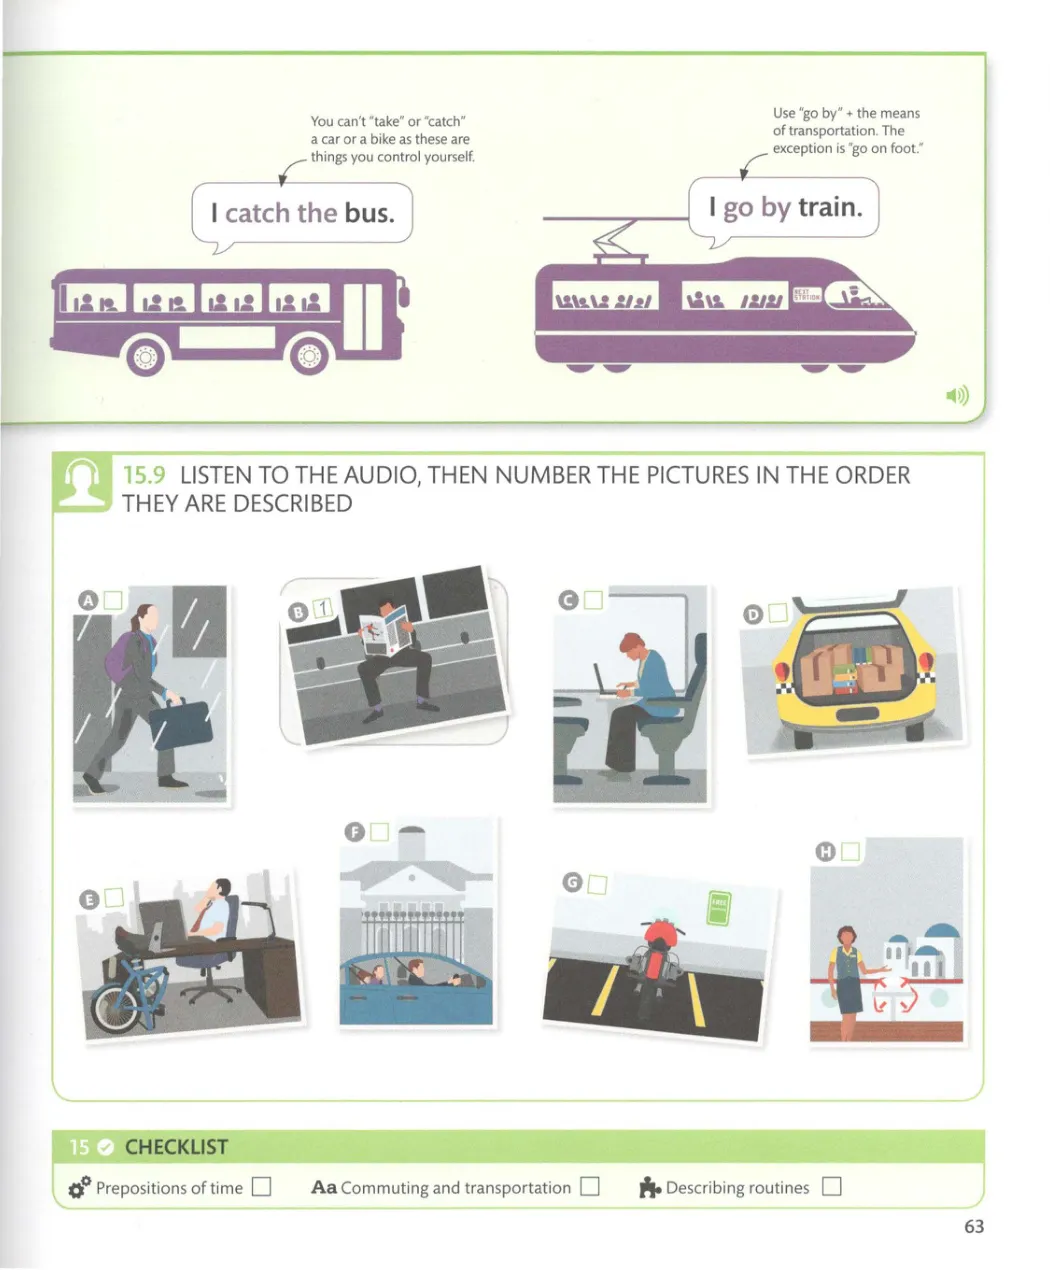 You can't "take" or "catch"
a car or a bike as these are
things you control yourself.
I catch the bus.
Use "go by" + the means
of transportation. The
exception is "go on foot."
I go by train.
NEXT
STATION
15.9 LISTEN TO THE AUDIO, THEN NUMBER THE PICTURES IN THE ORDER
THEY ARE DESCRIBED
A
B 1
C
D
E
F
G
FREE
H
15 CHECKLIST
Prepositions of time
Aa Commuting and transportation
Describing routines
63